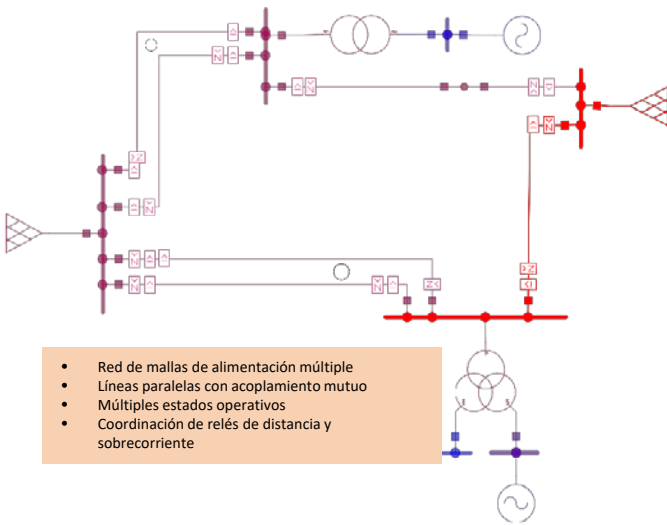 • Red de mallas de alimentación múltiple
• Líneas paralelas con acoplamiento mutuo
• Múltiples estados operativos
• Coordinación de relés de distancia y
sobrecorriente